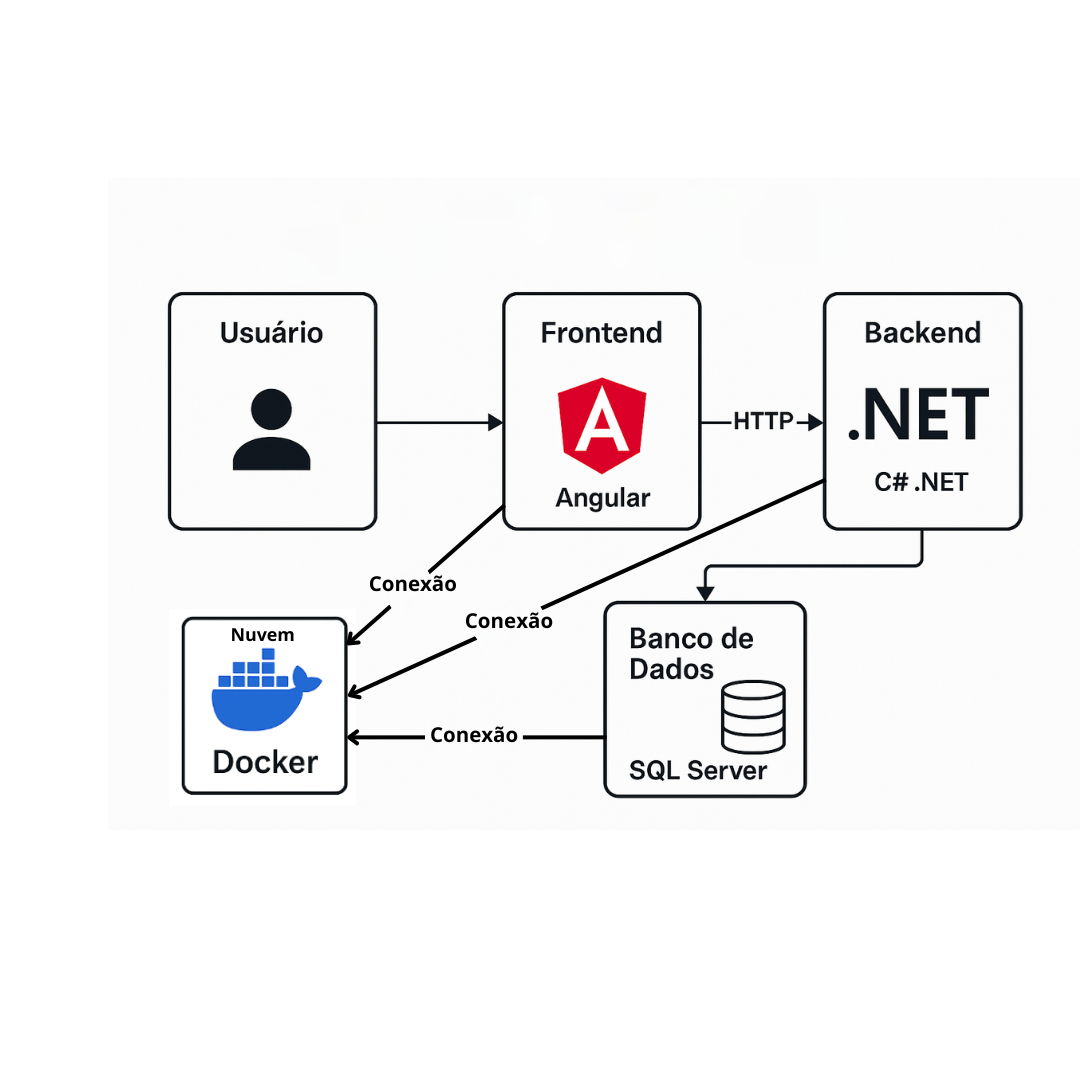 Usuário
Frontend
Angular
HTTP
Backend
.NET
C# .NET
Conexão
Conexão
Nuvem
Docker
Conexão
Banco de
Dados
SQL Server